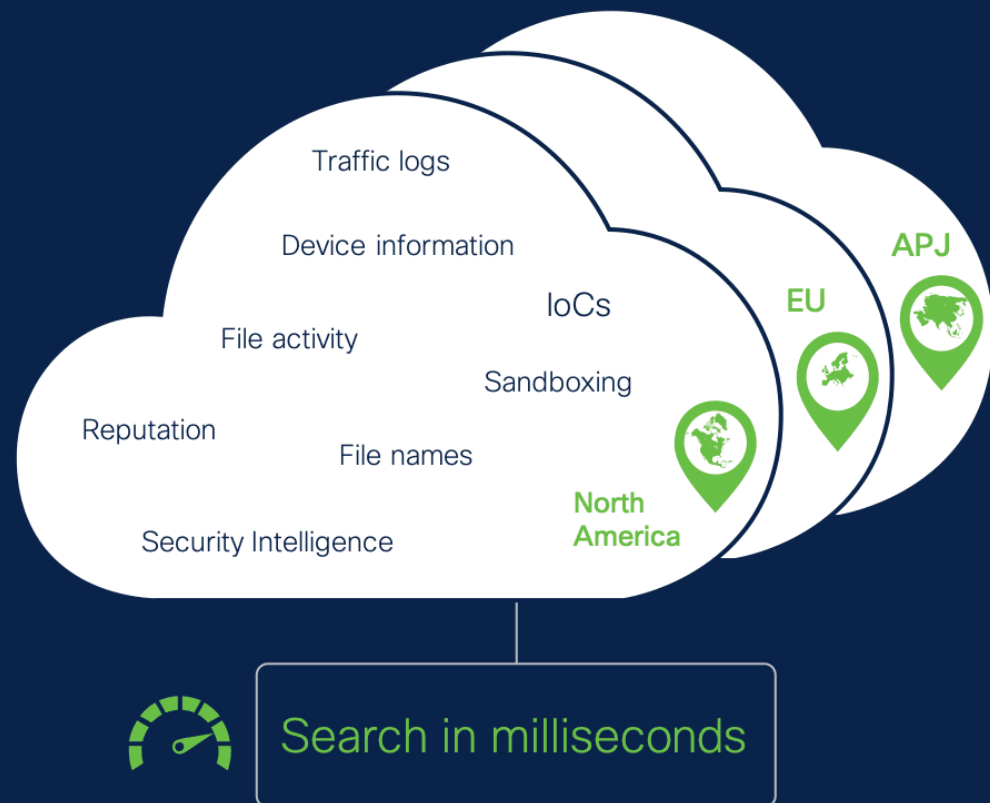 Traffic logs
Device information
APJ
IoCs
EU
File activity
Sandboxing
Reputation
File names
North
America
Security Intelligence
Search in milliseconds